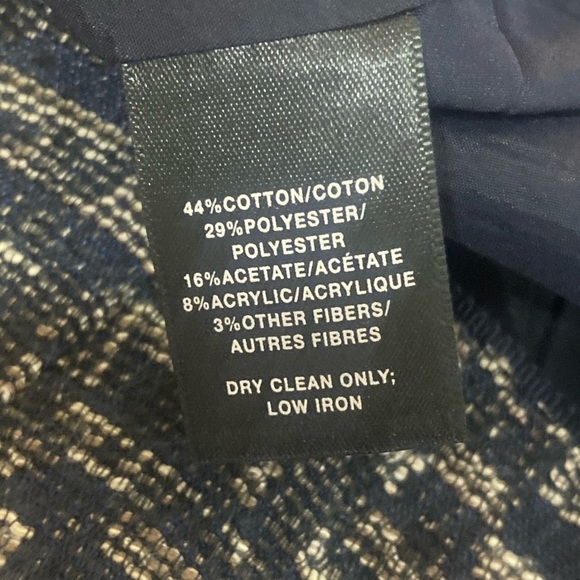 44%COTTON/COTON
29%POLYESTER/
POLYESTER
16%ACETATE/ACÉTATE
8%ACRYLIC/ACRYLIQUE
3%OTHER FIBERS/
AUTRES FIBRES
DRY CLEAN ONLY;
LOW IRON